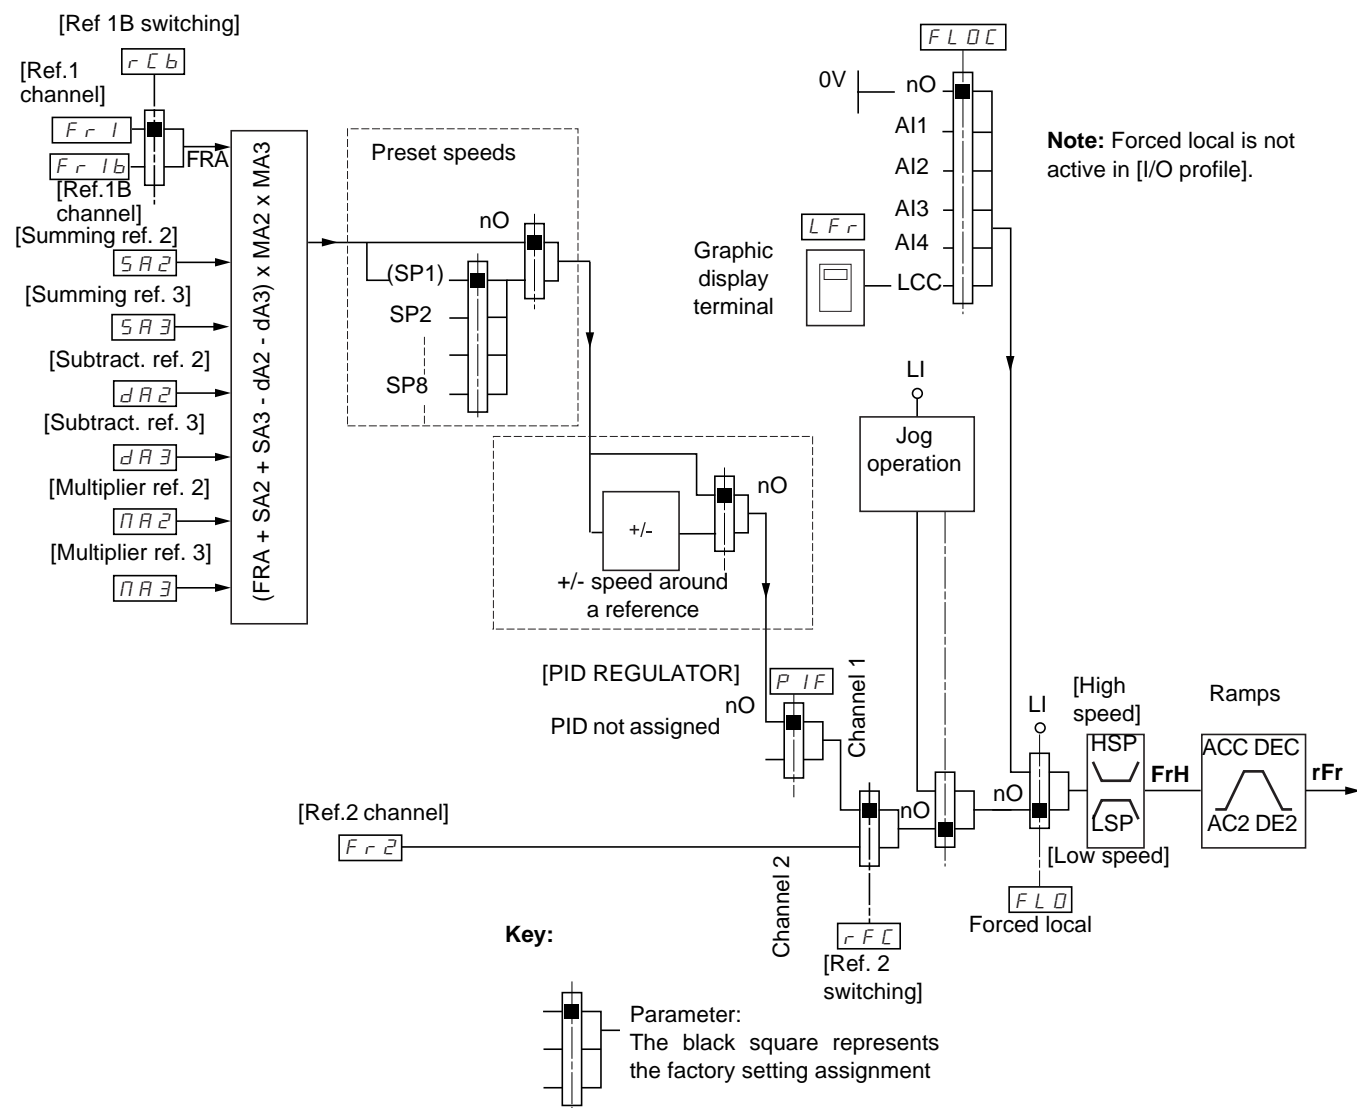 [Ref 1B switching]
rCb
[Ref.1
channel]
Fr1
Fr1b
FRA
[Ref.1B
channel]
[Summing ref. 2]
SA2
[Summing ref. 3]
SA3
[Subtract. ref. 2]
dA2
[Subtract. ref. 3]
dA3
[Multiplier ref. 2]
MA2
[Multiplier ref. 3]
MA3
(FRA + SA2 + SA3 - dA2 - dA3) x MA2 x MA3
Preset speeds
nO
(SP1)
SP2
SP8
+/-
nO
+/- speed around
a reference
FLOC
0V
nO
AI1
AI2
AI3
AI4
LCC
LFr
Graphic
display
terminal
Note: Forced local is not
active in [I/O profile].
LI
Jog
operation
[PID REGULATOR]
PIF
nO
PID not assigned
Channel 1
[Ref.2 channel]
Fr2
Channel 2
nO
rFC
[Ref. 2
switching]
nO
LI
FLO
Forced local
[High
speed]
HSP
LSP
[Low speed]
FrH
Ramps
ACC DEC
AC2 DE2
rFr
Key:
Parameter:
The black square represents
the factory setting assignment